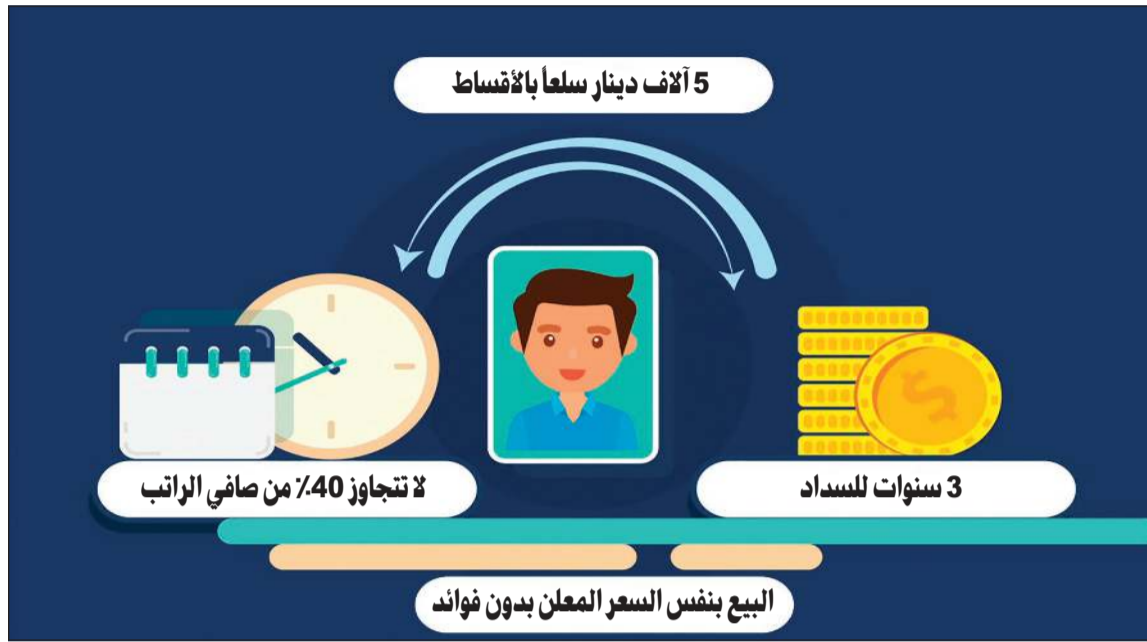 5 آلاف دينار سلعاً بالأقساط
3 سنوات للسداد
لا تتجاوز 40٪ من صافي الراتب
البيع بنفس السعر المعلن بدون فوائد